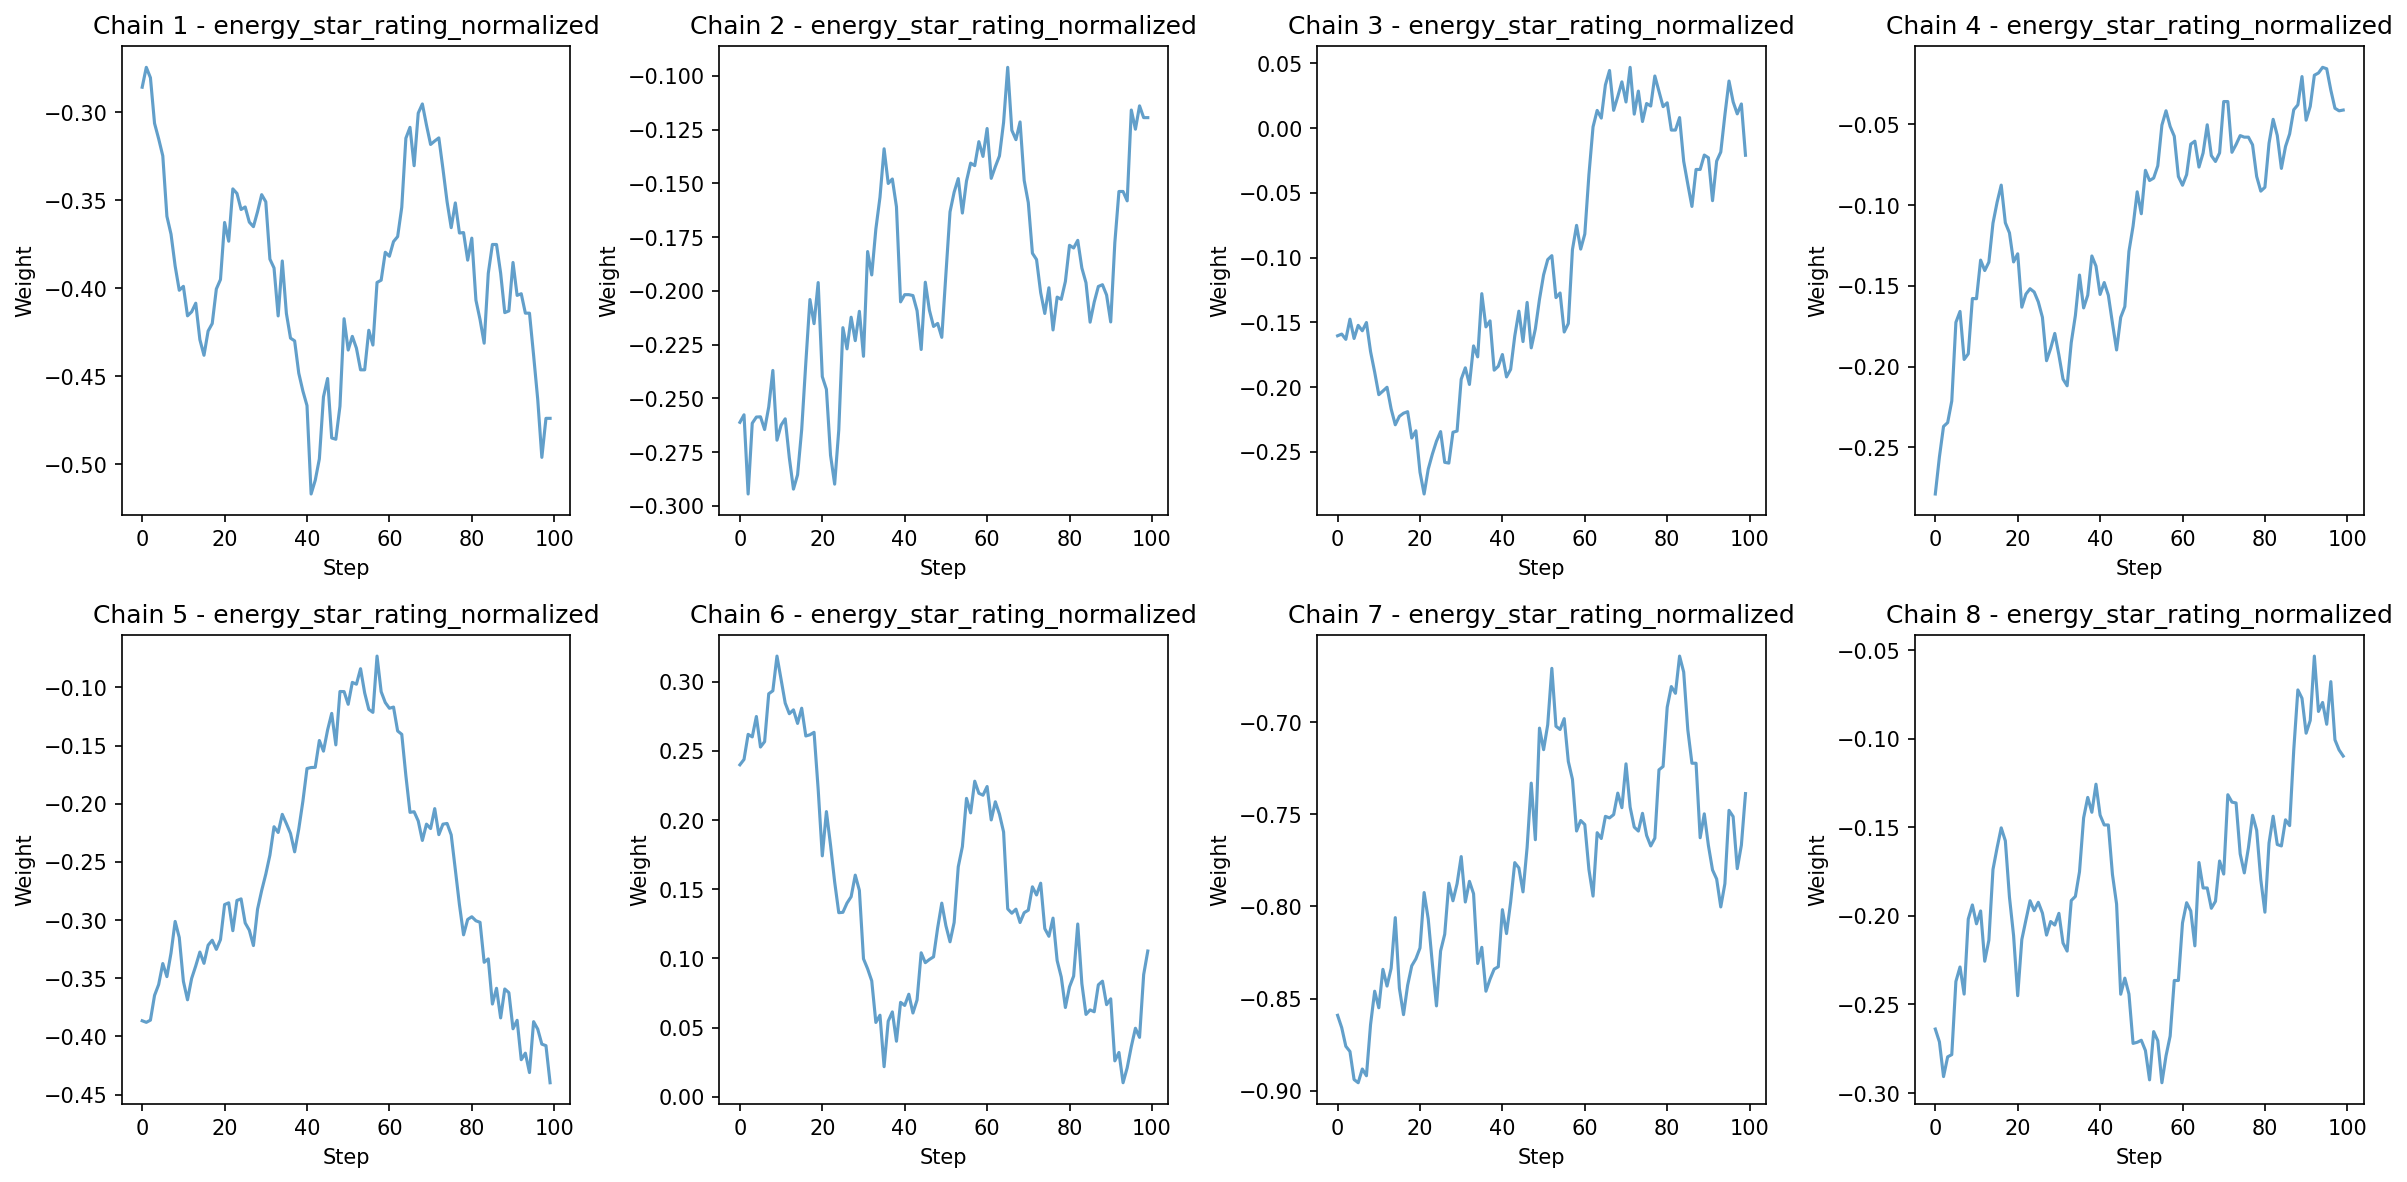 Chain 1 - energy_star_rating_normalized
Chain 2 - energy_star_rating_normalized
Chain 3 - energy_star_rating_normalized
Chain 4 - energy_star_rating_normalized
Weight
−0.30
−0.35
−0.40
−0.45
−0.50
0 20 40 60 80 100
Step
Weight
−0.100
−0.125
−0.150
−0.175
−0.200
−0.225
−0.250
−0.275
−0.300
0 20 40 60 80 100
Step
Weight
0.05
0.00
−0.05
−0.10
−0.15
−0.20
−0.25
0 20 40 60 80 100
Step
Weight
−0.05
−0.10
−0.15
−0.20
−0.25
0 20 40 60 80 100
Step
Chain 5 - energy_star_rating_normalized
Chain 6 - energy_star_rating_normalized
Chain 7 - energy_star_rating_normalized
Chain 8 - energy_star_rating_normalized
Weight
−0.10
−0.15
−0.20
−0.25
−0.30
−0.35
−0.40
−0.45
0 20 40 60 80 100
Step
Weight
0.30
0.25
0.20
0.15
0.10
0.05
0.00
0 20 40 60 80 100
Step
Weight
−0.70
−0.75
−0.80
−0.85
−0.90
0 20 40 60 80 100
Step
Weight
−0.05
−0.10
−0.15
−0.20
−0.25
−0.30
0 20 40 60 80 100
Step